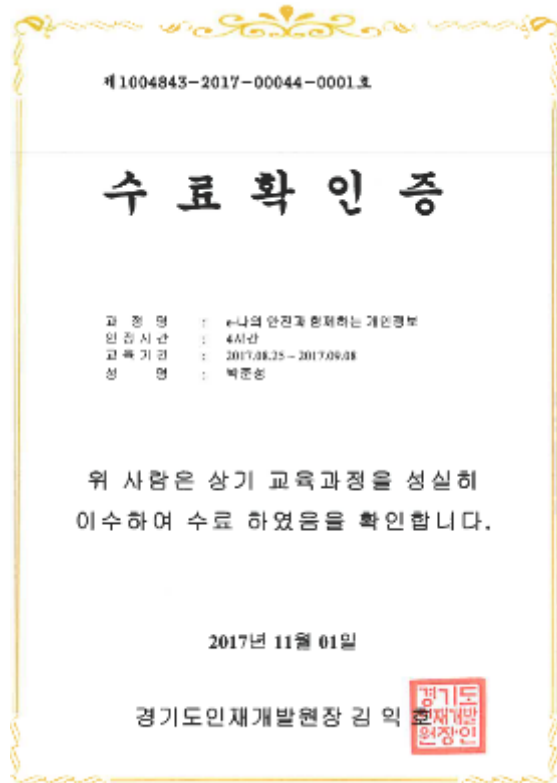 제1004843-2017-00044-0001호
수료확인증
과 정 명 : e-나의 안전과 함께하는 개인정보
인정시간 : 4시간
교육기간 : 2017.08.25 ~ 2017.09.08
성 명 : 박준성
위 사람은 상기 교육과정을 성실히
이수하여 수료 하였음을 확인합니다.
2017년 11월 01일
경기도인재개발원장 김 익 호
경기도
인재개발
원장인